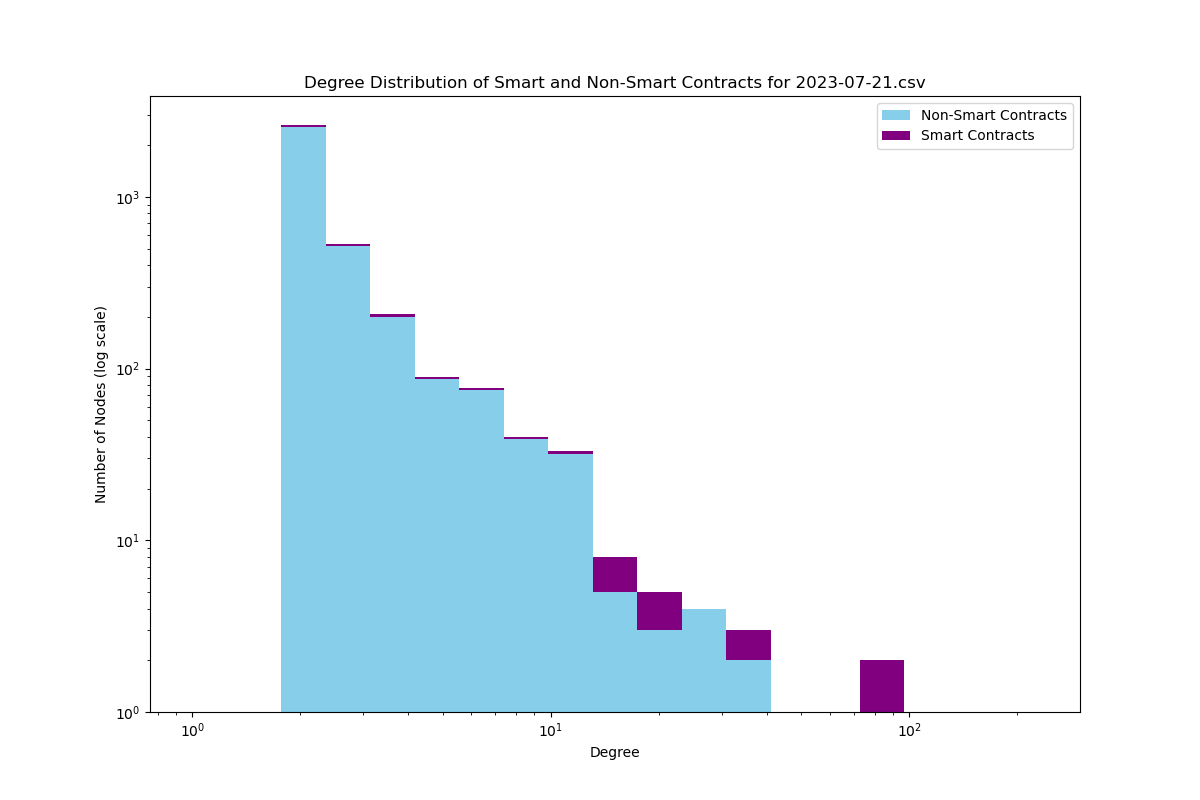 Degree Distribution of Smart and Non-Smart Contracts for 2023-07-21.csv
Non-Smart Contracts
Smart Contracts
Number of Nodes (log scale)
10³
10²
10¹
10⁰
10⁰ 10¹ 10²
Degree